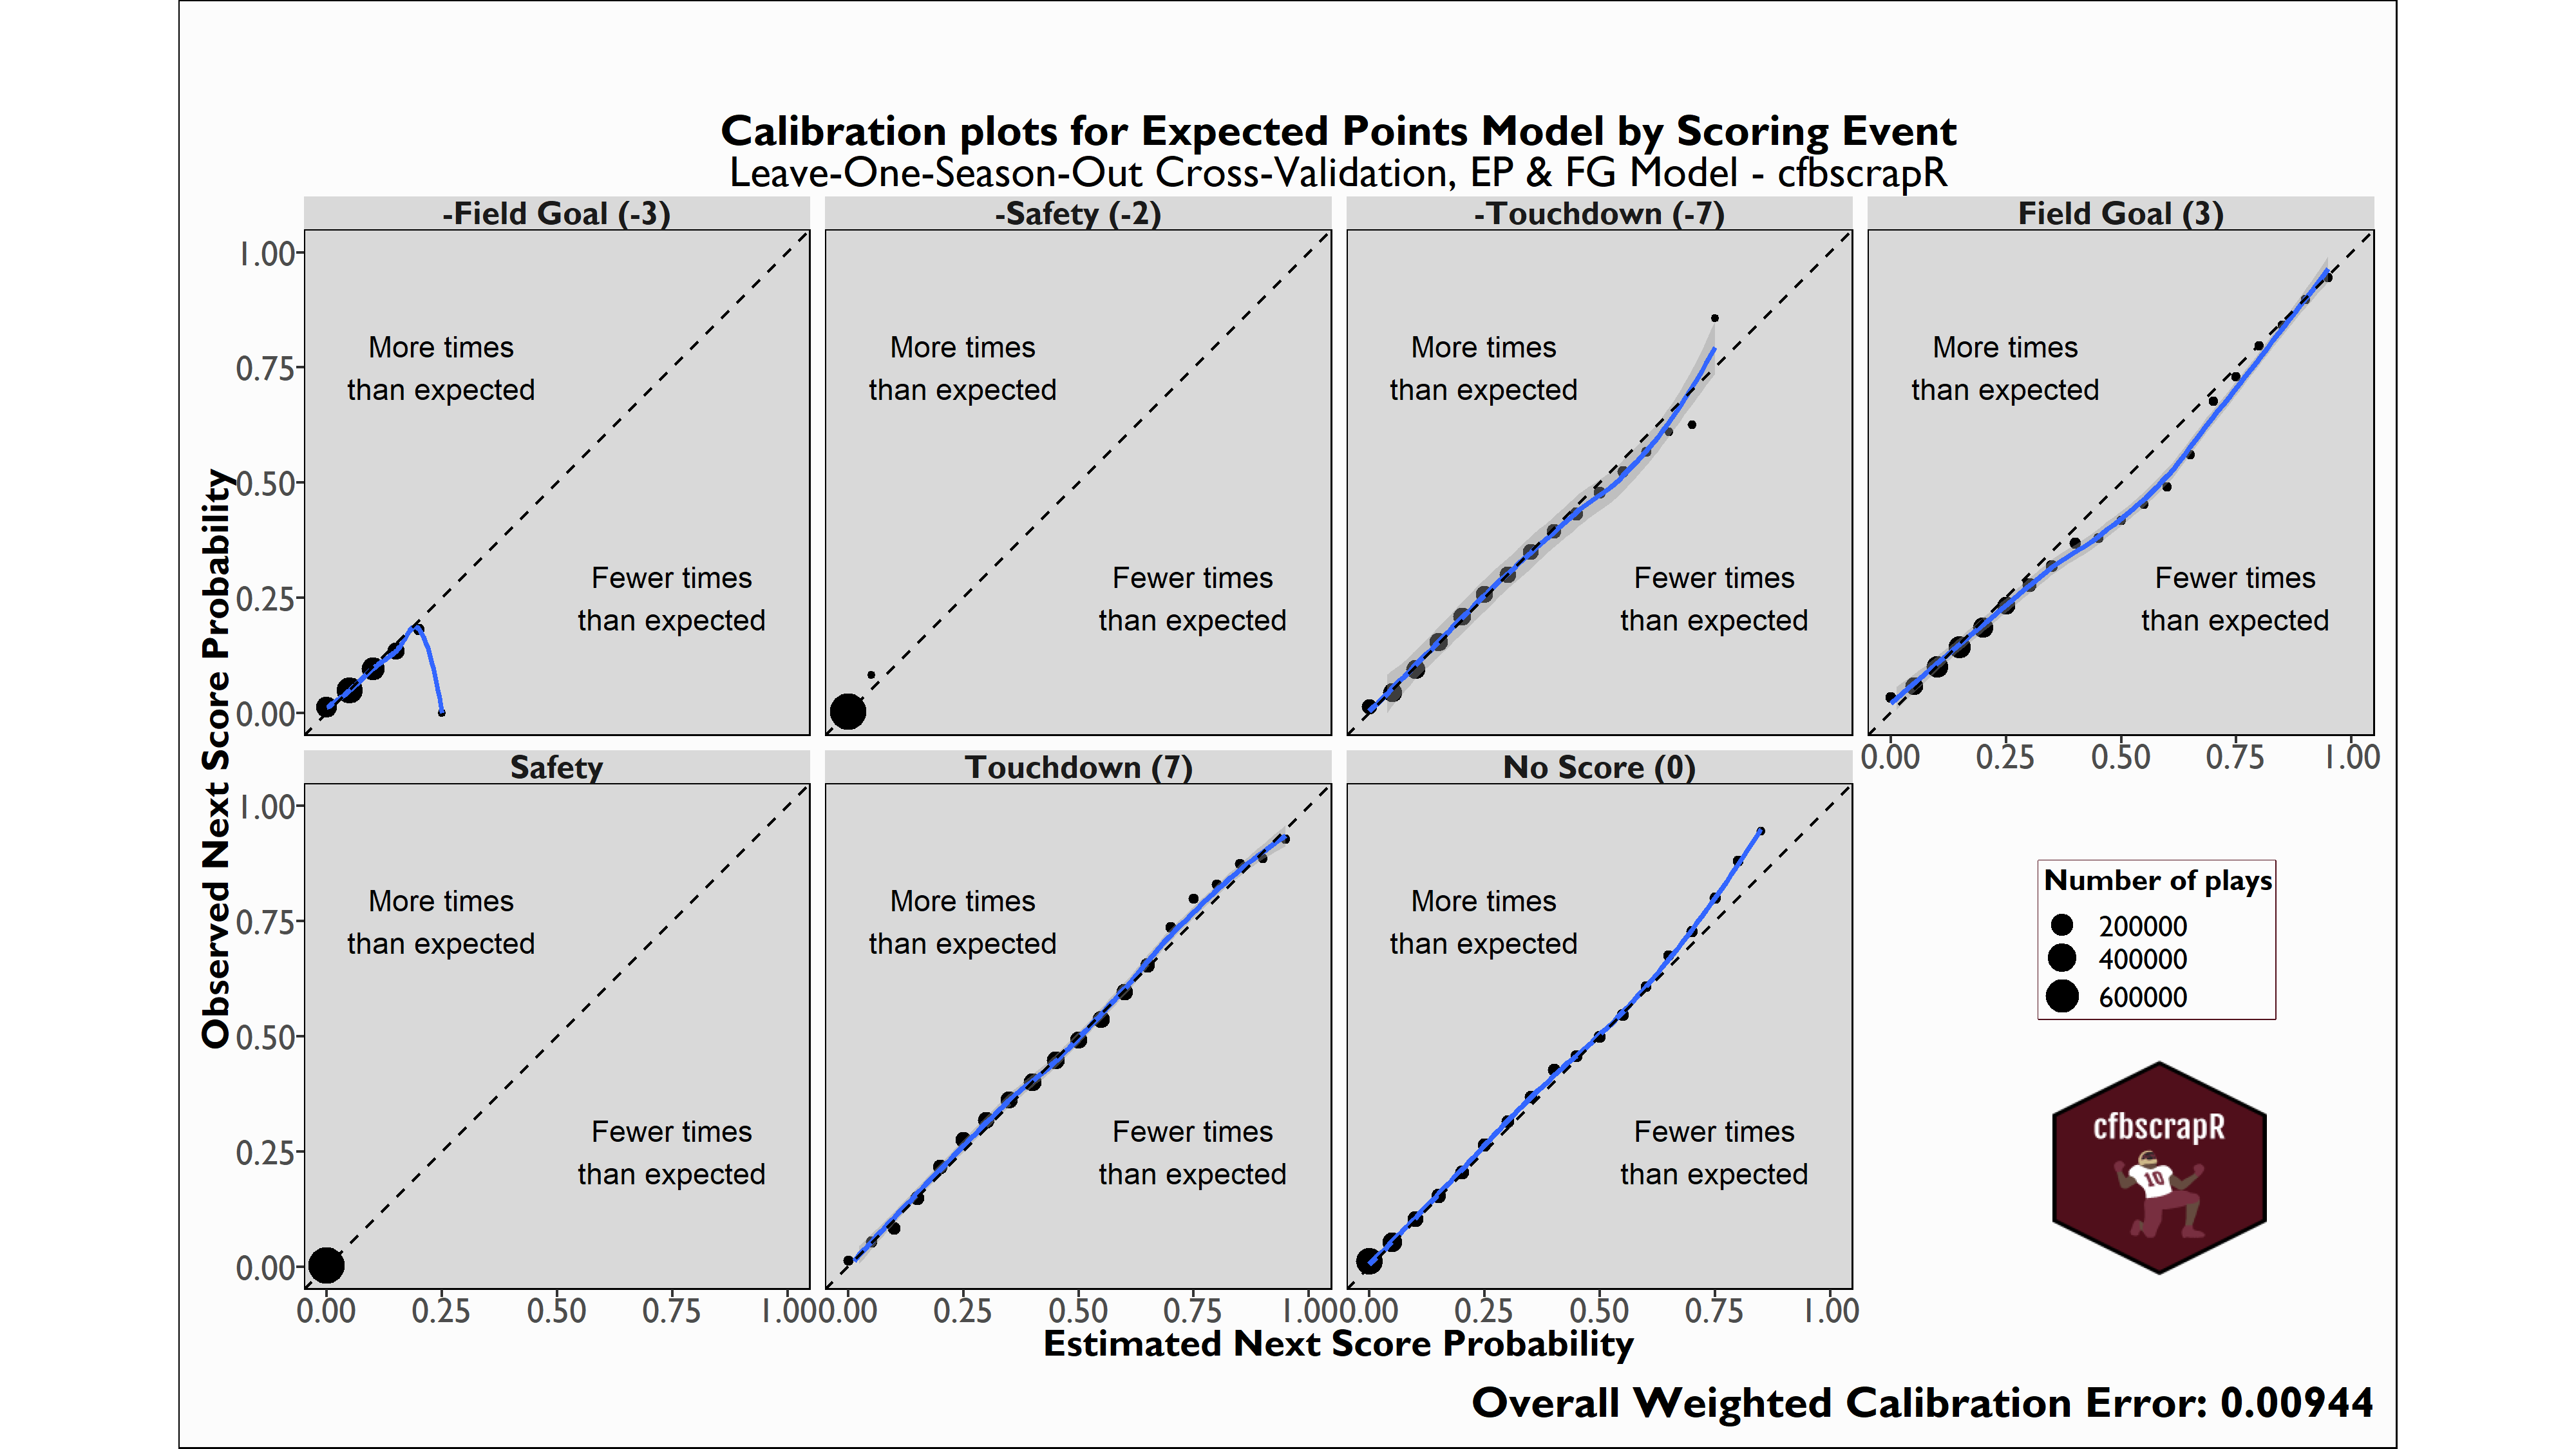 Calibration plots for Expected Points Model by Scoring Event
Leave-One-Season-Out Cross-Validation, EP & FG Model - cfbscrapR
-Field Goal (-3)
-Safety (-2)
-Touchdown (-7)
Field Goal (3)
Observed Next Score Probability
1.00
0.75
0.50
0.25
0.00
More times
than expected
Fewer times
than expected
More times
than expected
Fewer times
than expected
More times
than expected
Fewer times
than expected
More times
than expected
Fewer times
than expected
0.00 0.25 0.50 0.75 1.00
Safety
Touchdown (7)
No Score (0)
1.00
0.75
0.50
0.25
0.00
More times
than expected
Fewer times
than expected
More times
than expected
Fewer times
than expected
More times
than expected
Fewer times
than expected
0.00 0.25 0.50 0.75 1.00
0.00 0.25 0.50 0.75 1.00
0.00 0.25 0.50 0.75 1.00
Estimated Next Score Probability
Number of plays
200000
400000
600000
cfbscrapR
10
Overall Weighted Calibration Error: 0.00944